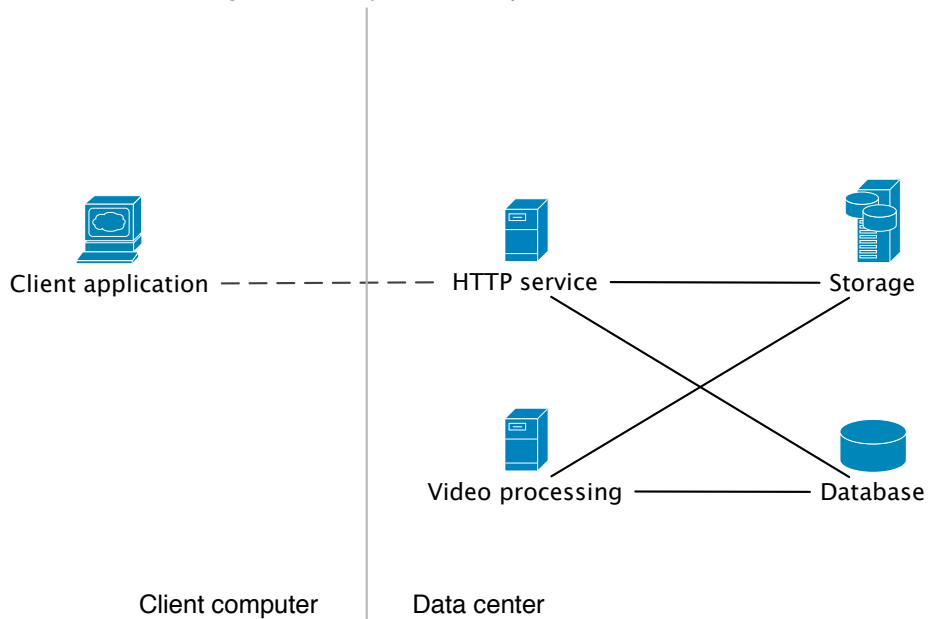 Client application
HTTP service
Storage
Video processing
Database
Client computer
Data center